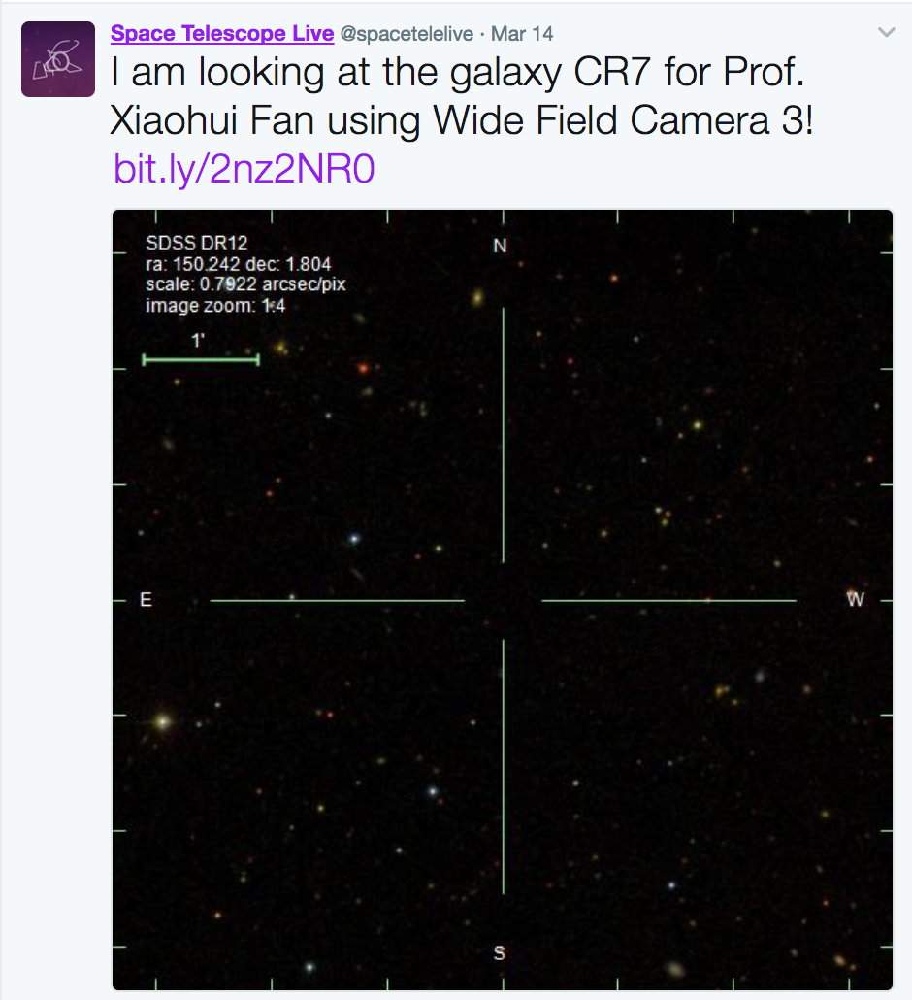 Space Telescope Live @spacetelelive · Mar 14
I am looking at the galaxy CR7 for Prof.
Xiaohui Fan using Wide Field Camera 3!
bit.ly/2nz2NR0
SDSS DR12
ra: 150.242 dec: 1.804
scale: 0.7922 arcsec/pix
image zoom: 1:4
1'
N
E
W
S